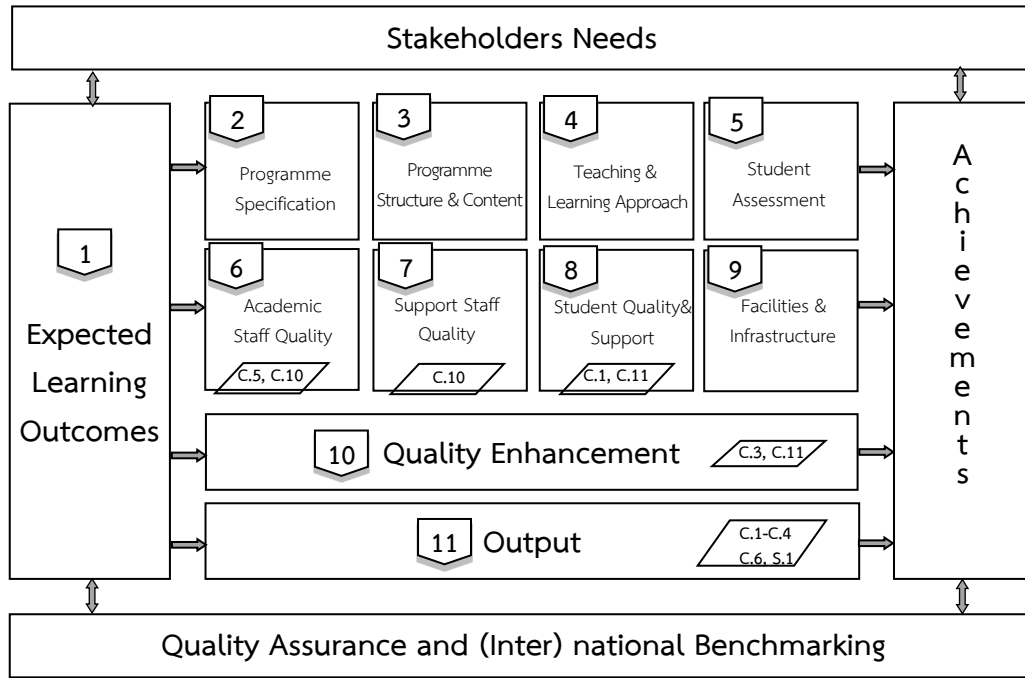 Stakeholders Needs
1
Expected
Learning
Outcomes
2
Programme
Specification
3
Programme
Structure & Content
4
Teaching &
Learning Approach
5
Student
Assessment
6
Academic
Staff Quality
C.5, C.10
7
Support Staff
Quality
C.10
8
Student Quality&
Support
C.1, C.11
9
Facilities &
Infrastructure
10 Quality Enhancement
C.3, C.11
11 Output
C.1-C.4
C.6, S.1
Achievements
Quality Assurance and (Inter) national Benchmarking